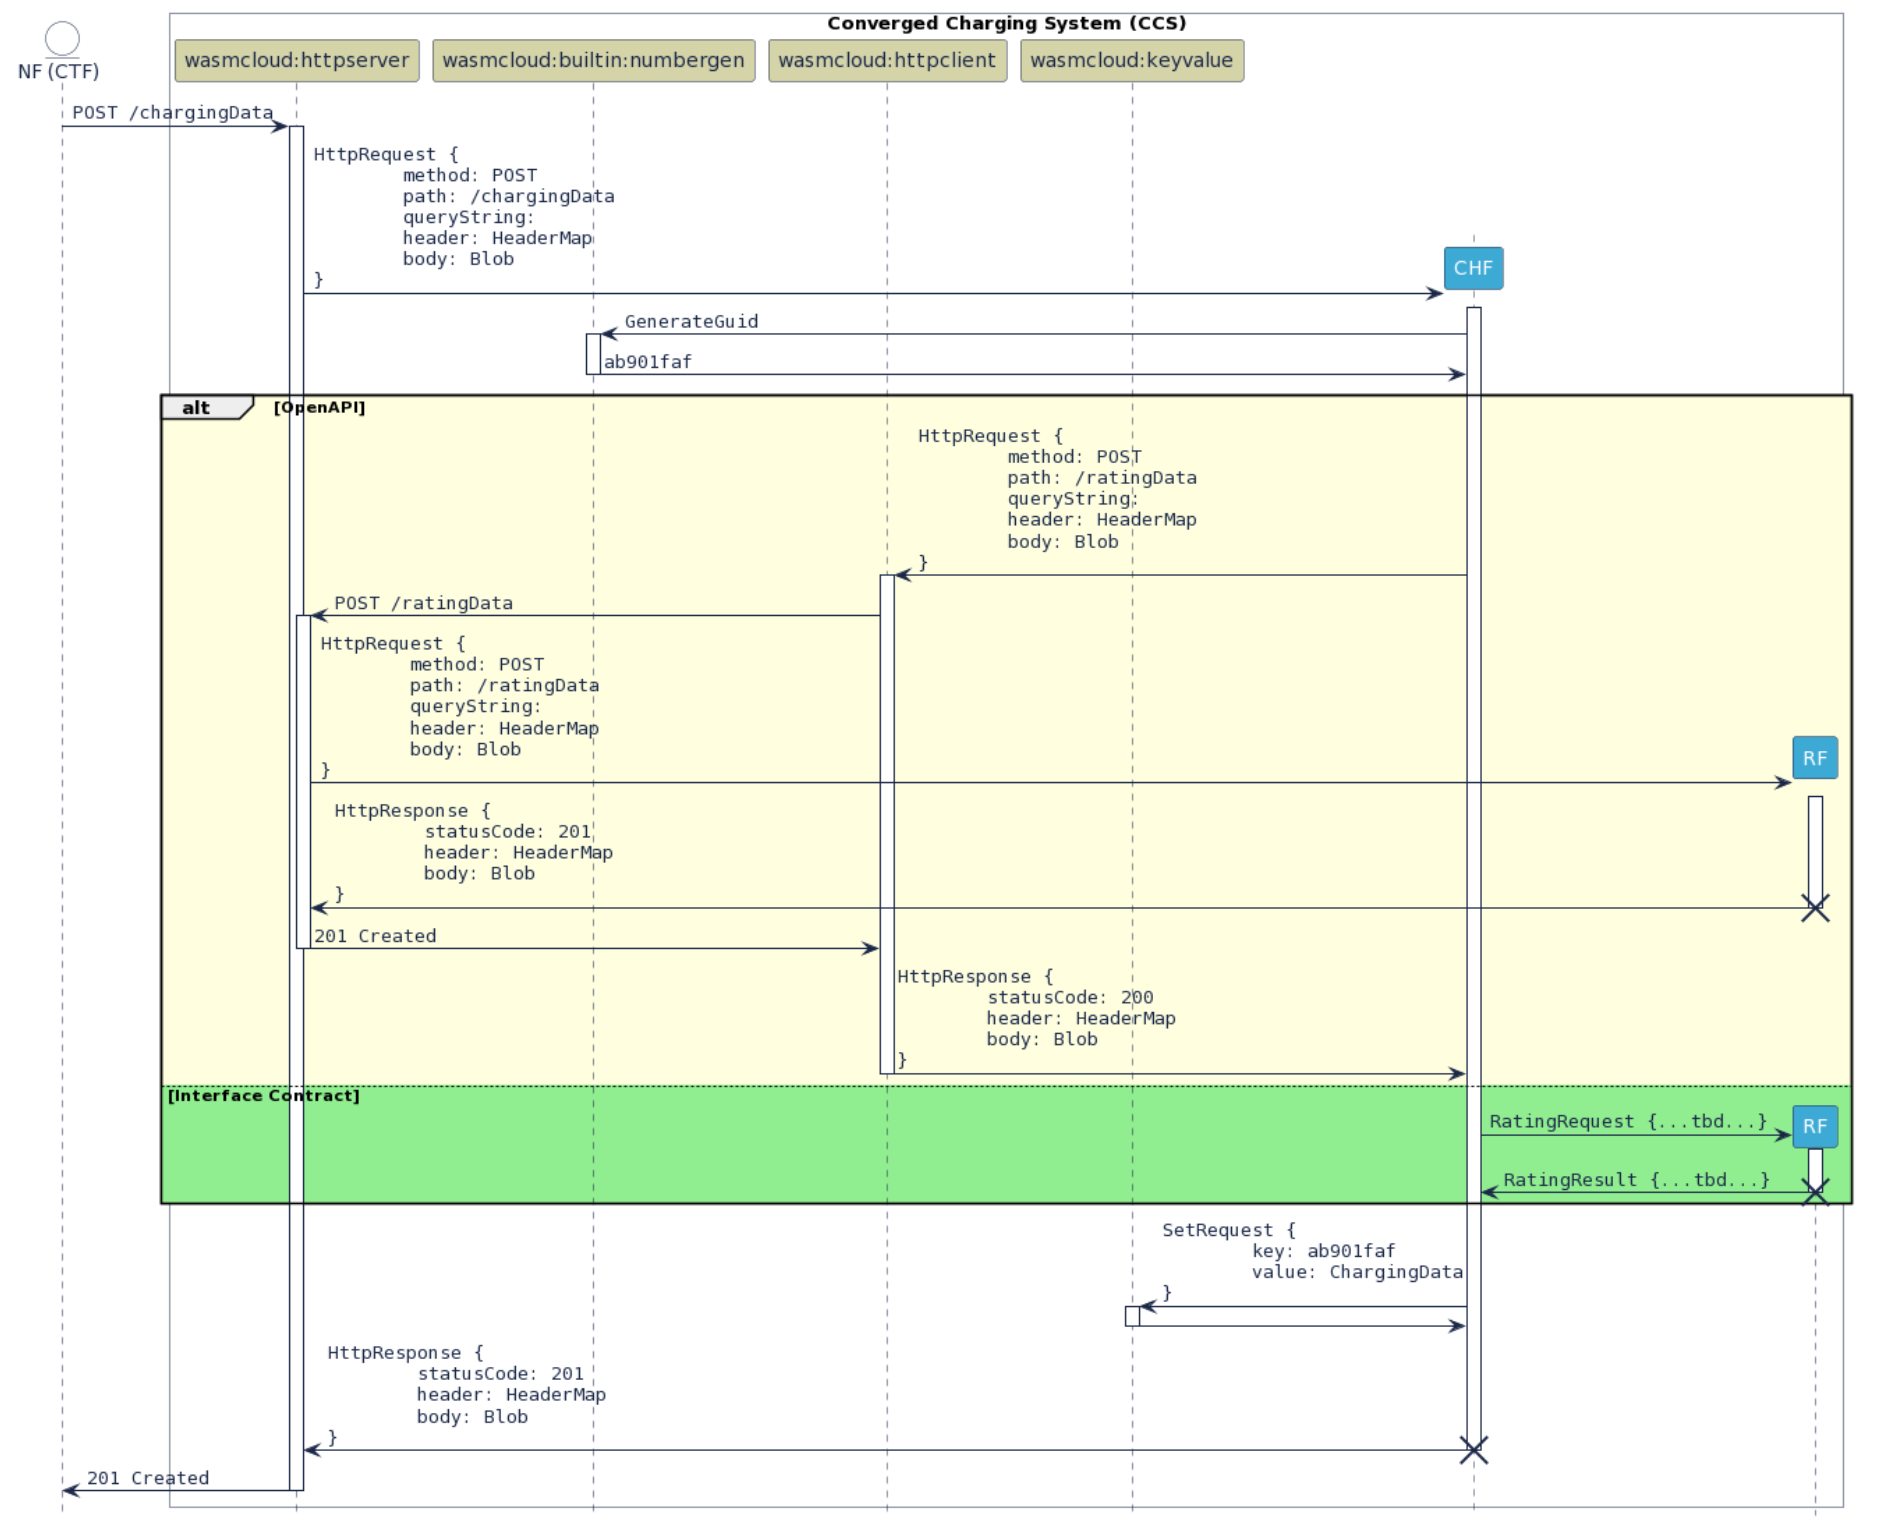 Converged Charging System (CCS)
NF (CTF)
wasmcloud:httpserver
wasmcloud:builtin:numbergen
wasmcloud:httpclient
wasmcloud:keyvalue
POST /chargingData
HttpRequest {
method: POST
path: /chargingData
queryString:
header: HeaderMap
body: Blob
}
CHF
GenerateGuid
ab901faf
alt
[OpenAPI]
HttpRequest {
method: POST
path: /ratingData
queryString:
header: HeaderMap
body: Blob
}
POST /ratingData
HttpRequest {
method: POST
path: /ratingData
queryString:
header: HeaderMap
body: Blob
}
RF
HttpResponse {
statusCode: 201
header: HeaderMap
body: Blob
}
201 Created
HttpResponse {
statusCode: 200
header: HeaderMap
body: Blob
}
[Interface Contract]
RatingRequest {...tbd...}
RF
RatingResult {...tbd...}
SetRequest {
key: ab901faf
value: ChargingData
}
HttpResponse {
statusCode: 201
header: HeaderMap
body: Blob
}
201 Created